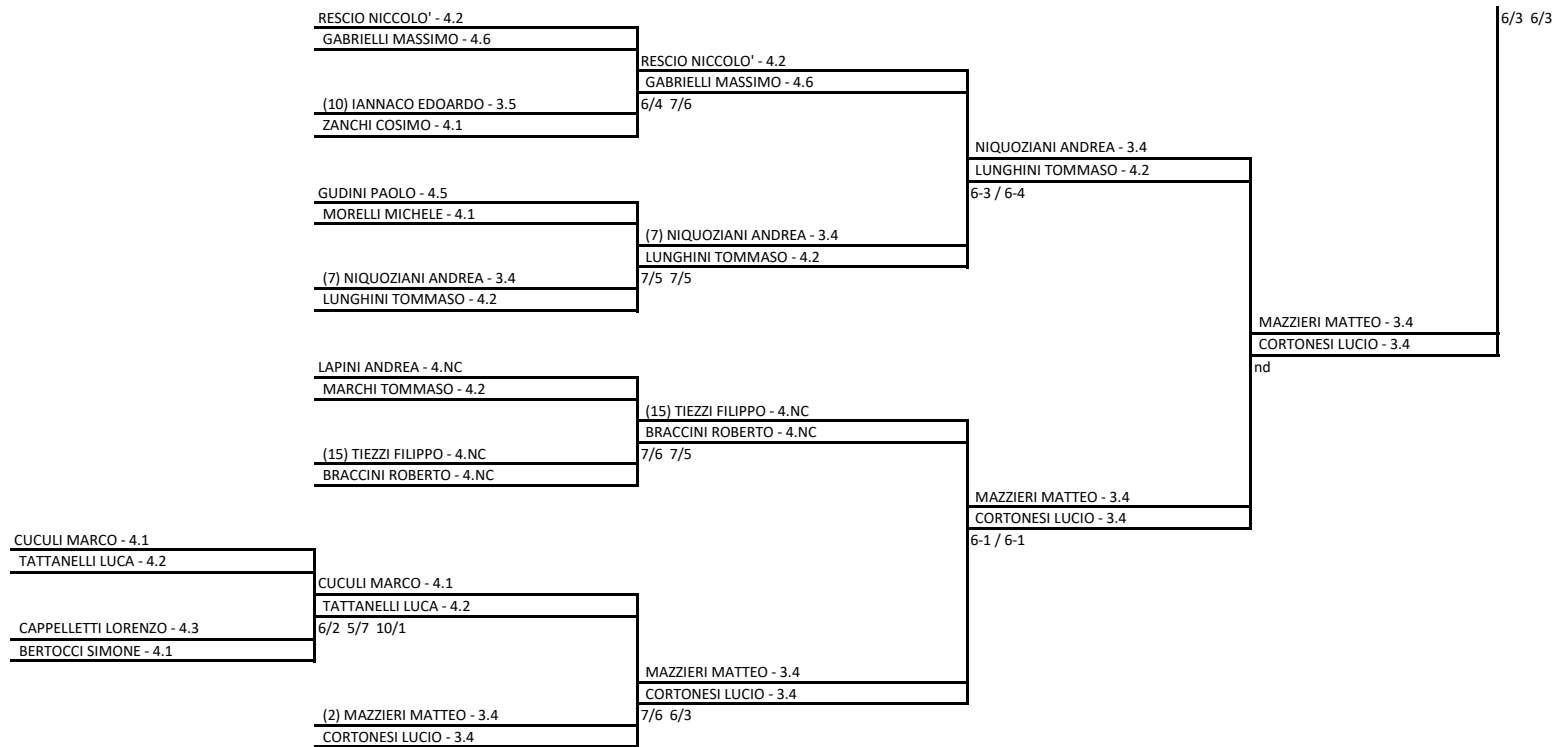 RESCIO NICCOLO' - 4.2
6/3 6/3
GABRIELLI MASSIMO - 4.6
RESCIO NICCOLO' - 4.2
GABRIELLI MASSIMO - 4.6
(10) IANNACO EDOARDO - 3.5
6/4 7/6
ZANCHI COSIMO - 4.1
NIQUOZIANI ANDREA - 3.4
LUNGHINI TOMMASO - 4.2
GUDINI PAOLO - 4.5
6-3 / 6-4
MORELLI MICHELE - 4.1
(7) NIQUOZIANI ANDREA - 3.4
LUNGHINI TOMMASO - 4.2
(7) NIQUOZIANI ANDREA - 3.4
7/5 7/5
LUNGHINI TOMMASO - 4.2
MAZZIERI MATTEO - 3.4
CORTONESI LUCIO - 3.4
LAPINI ANDREA - 4.NC
nd
MARCHI TOMMASO - 4.2
(15) TIEZZI FILIPPO - 4.NC
BRACCINI ROBERTO - 4.NC
(15) TIEZZI FILIPPO - 4.NC
7/6 7/5
BRACCINI ROBERTO - 4.NC
MAZZIERI MATTEO - 3.4
CORTONESI LUCIO - 3.4
CUCULI MARCO - 4.1
6-1 / 6-1
TATTANELLI LUCA - 4.2
CUCULI MARCO - 4.1
TATTANELLI LUCA - 4.2
CAPPELLETTI LORENZO - 4.3
6/2 5/7 10/1
BERTOCCI SIMONE - 4.1
MAZZIERI MATTEO - 3.4
CORTONESI LUCIO - 3.4
(2) MAZZIERI MATTEO - 3.4
7/6 6/3
CORTONESI LUCIO - 3.4